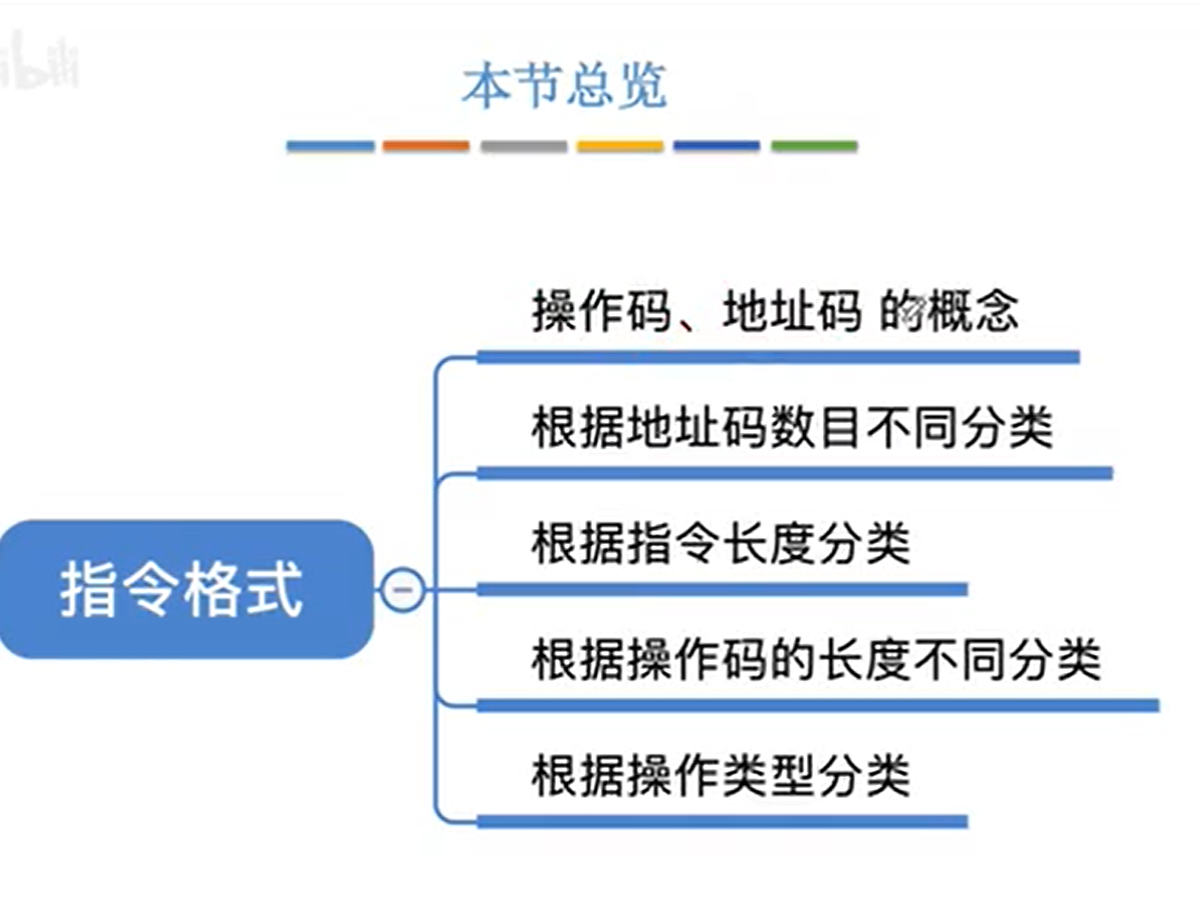 本节总览
操作码、地址码 的概念
根据地址码数目不同分类
根据指令长度分类
指令格式
根据操作码的长度不同分类
根据操作类型分类